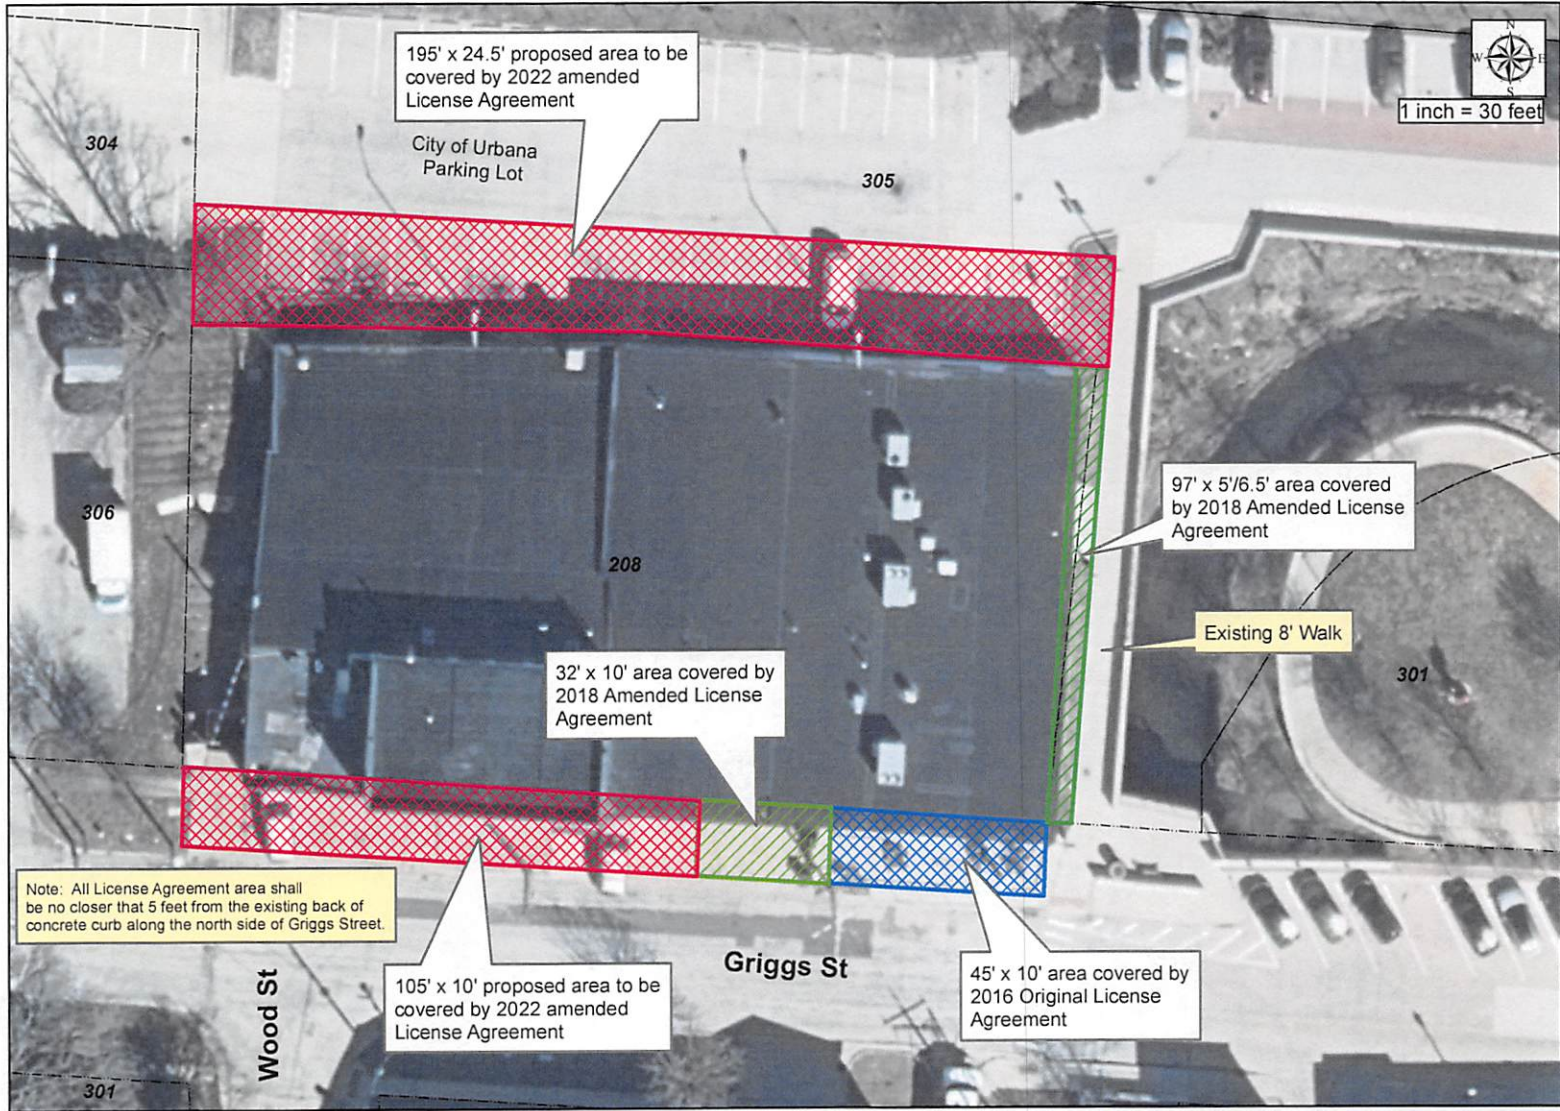 195' x 24.5' proposed area to be
covered by 2022 amended
License Agreement
N
W E
S
1 inch = 30 feet
304
City of Urbana
Parking Lot
305
97' x 5'/6.5' area covered
by 2018 Amended License
Agreement
306
208
Existing 8' Walk
32' x 10' area covered by
2018 Amended License
Agreement
301
Note: All License Agreement area shall
be no closer that 5 feet from the existing back of
concrete curb along the north side of Griggs Street.
Griggs St
Wood St
105' x 10' proposed area to be
covered by 2022 amended
License Agreement
45' x 10' area covered by
2016 Original License
Agreement
301